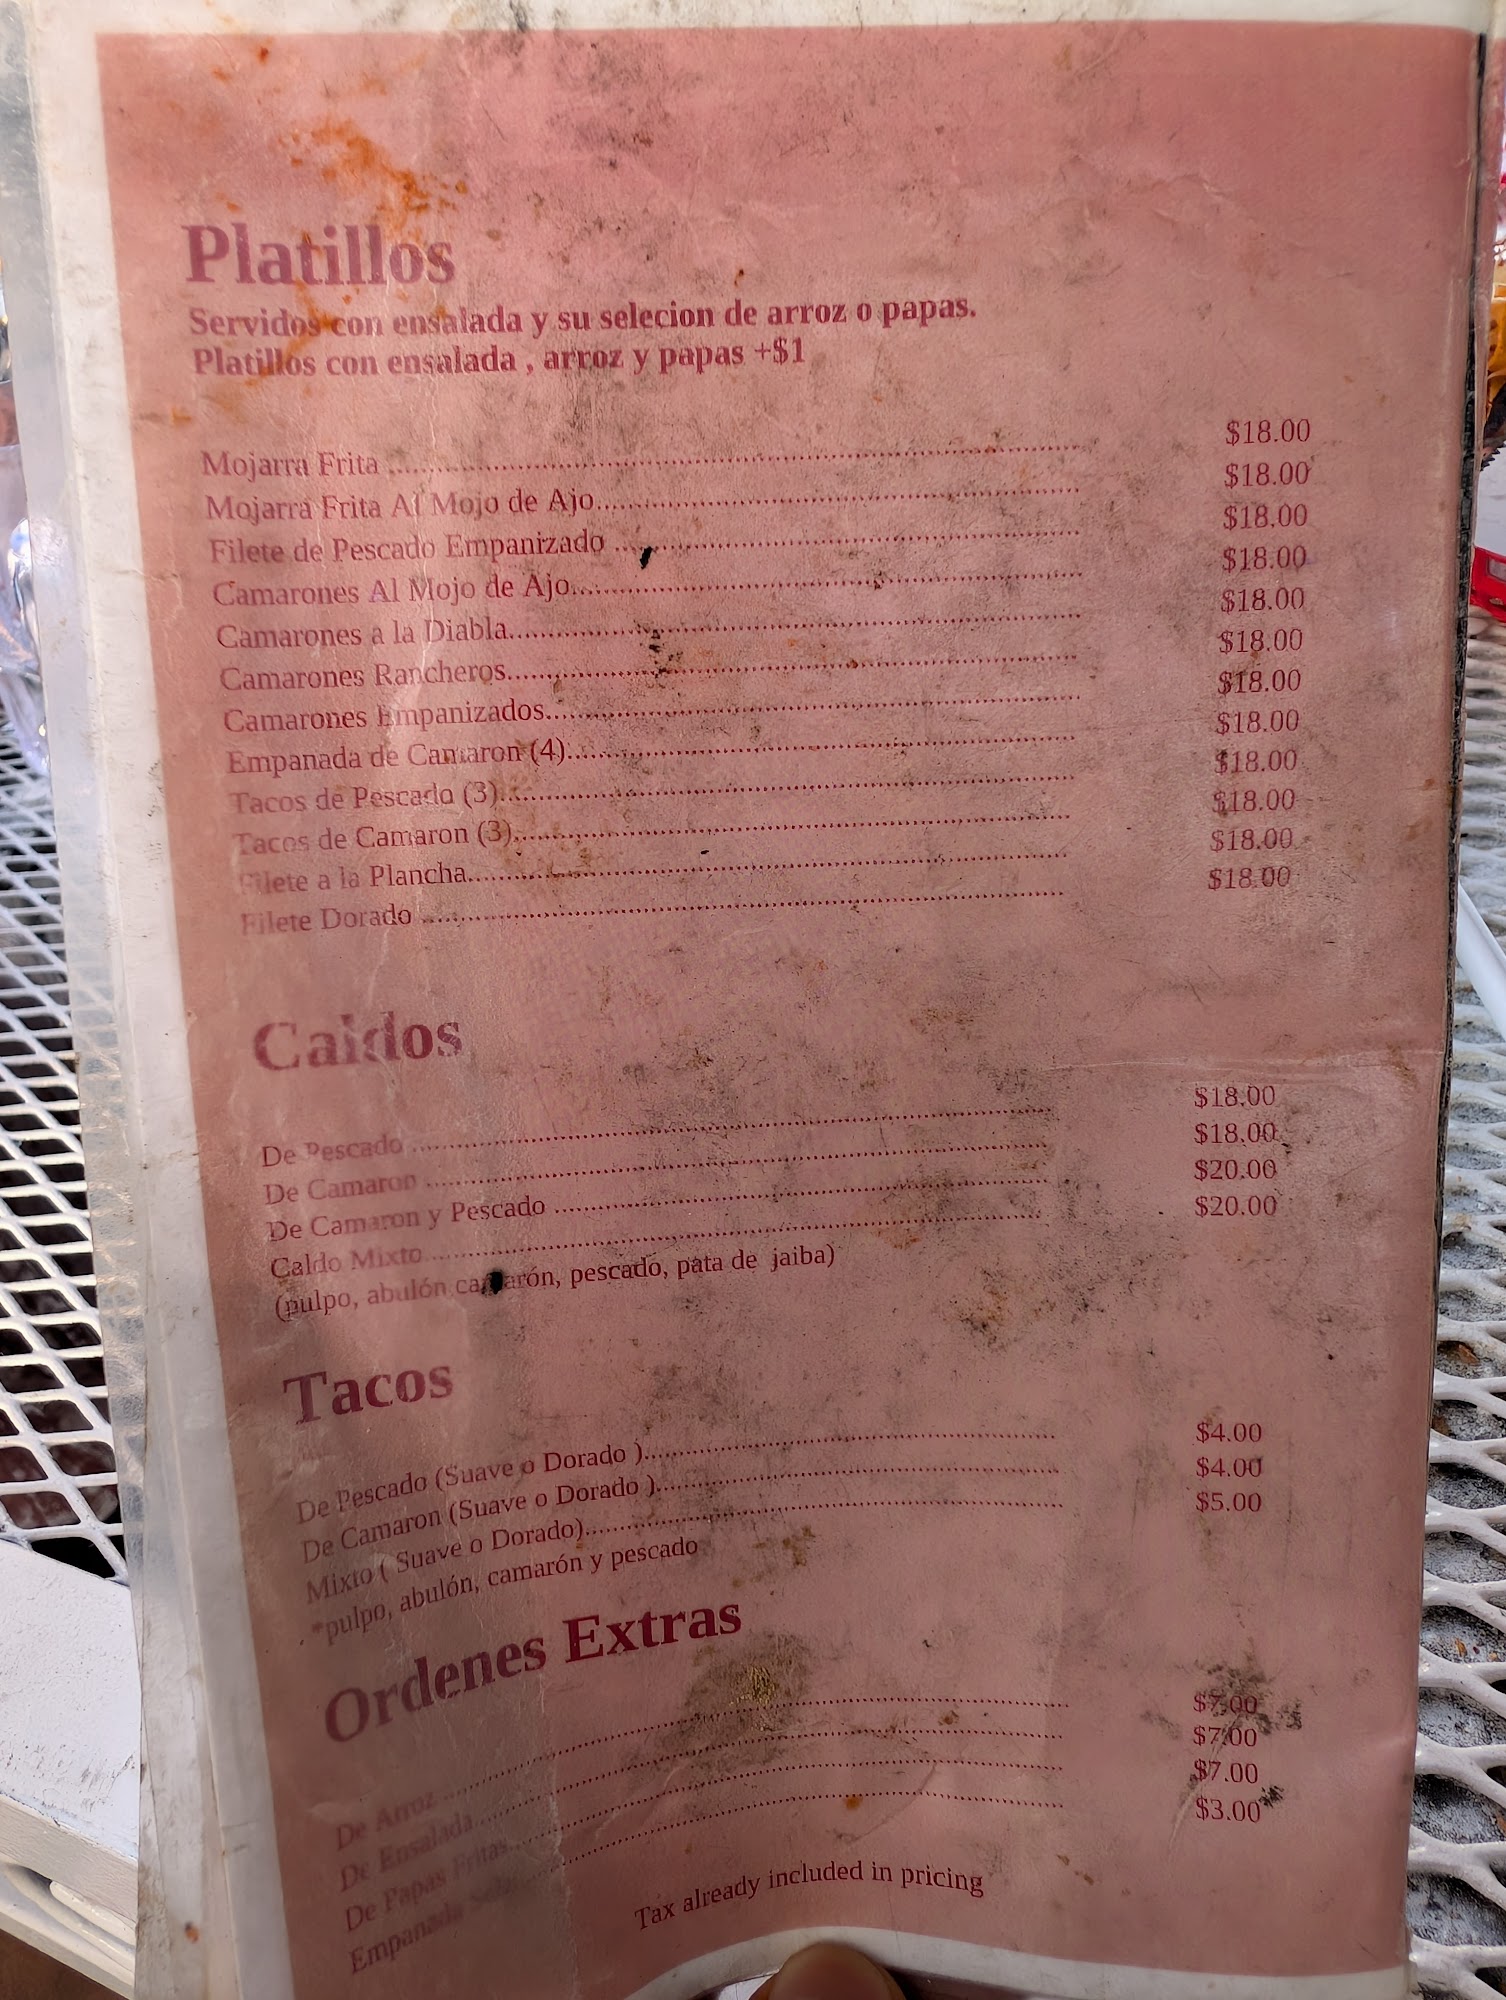 Platillos
Servidos con ensalada y su selecion de arroz o papas.
Platillos con ensalada , arroz y papas +$1
Mojarra Frita $18.00
Mojarra Frita Al Mojo de Ajo $18.00
Filete de Pescado Empanizado $18.00
Camarones Al Mojo de Ajo $18.00
Camarones a la Diabla $18.00
Camarones Rancheros $18.00
Camarones Empanizados $18.00
Empanada de Camaron (4) $18.00
Tacos de Pescado (3) $18.00
Tacos de Camaron (3) $18.00
Filete a la Plancha $18.00
Filete Dorado $18.00
Caldos
De Pescado $18.00
De Camaron $18.00
De Camaron y Pescado $20.00
Caldo Mixto $20.00
(pulpo, abulón camarón, pescado, pata de jaiba)
Tacos
De Pescado (Suave o Dorado ) $4.00
De Camaron (Suave o Dorado ) $4.00
Mixto ( Suave o Dorado) $5.00
*pulpo, abulón, camarón y pescado
Ordenes Extras
De Arroz $7.00
De Ensalada $7.00
De Papas Fritas $7.00
Empanada $3.00
Tax already included in pricing